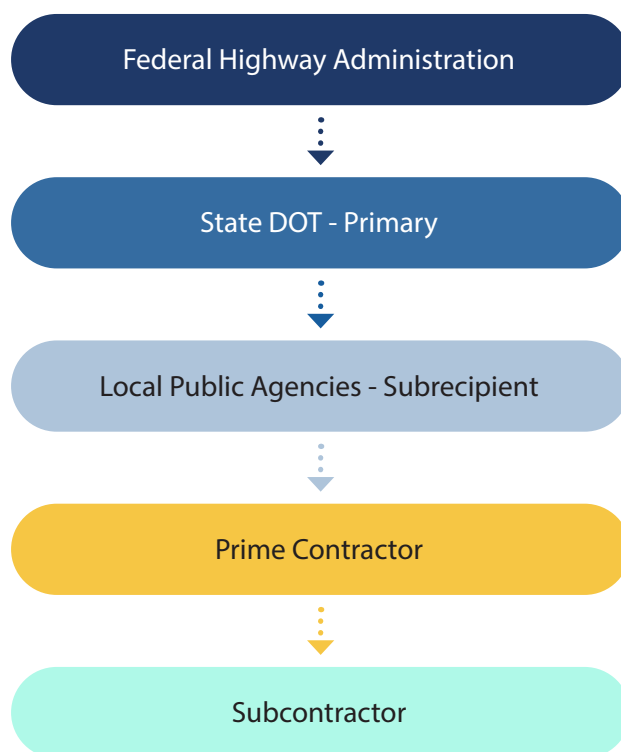 Federal Highway Administration
State DOT - Primary
Local Public Agencies - Subrecipient
Prime Contractor
Subcontractor